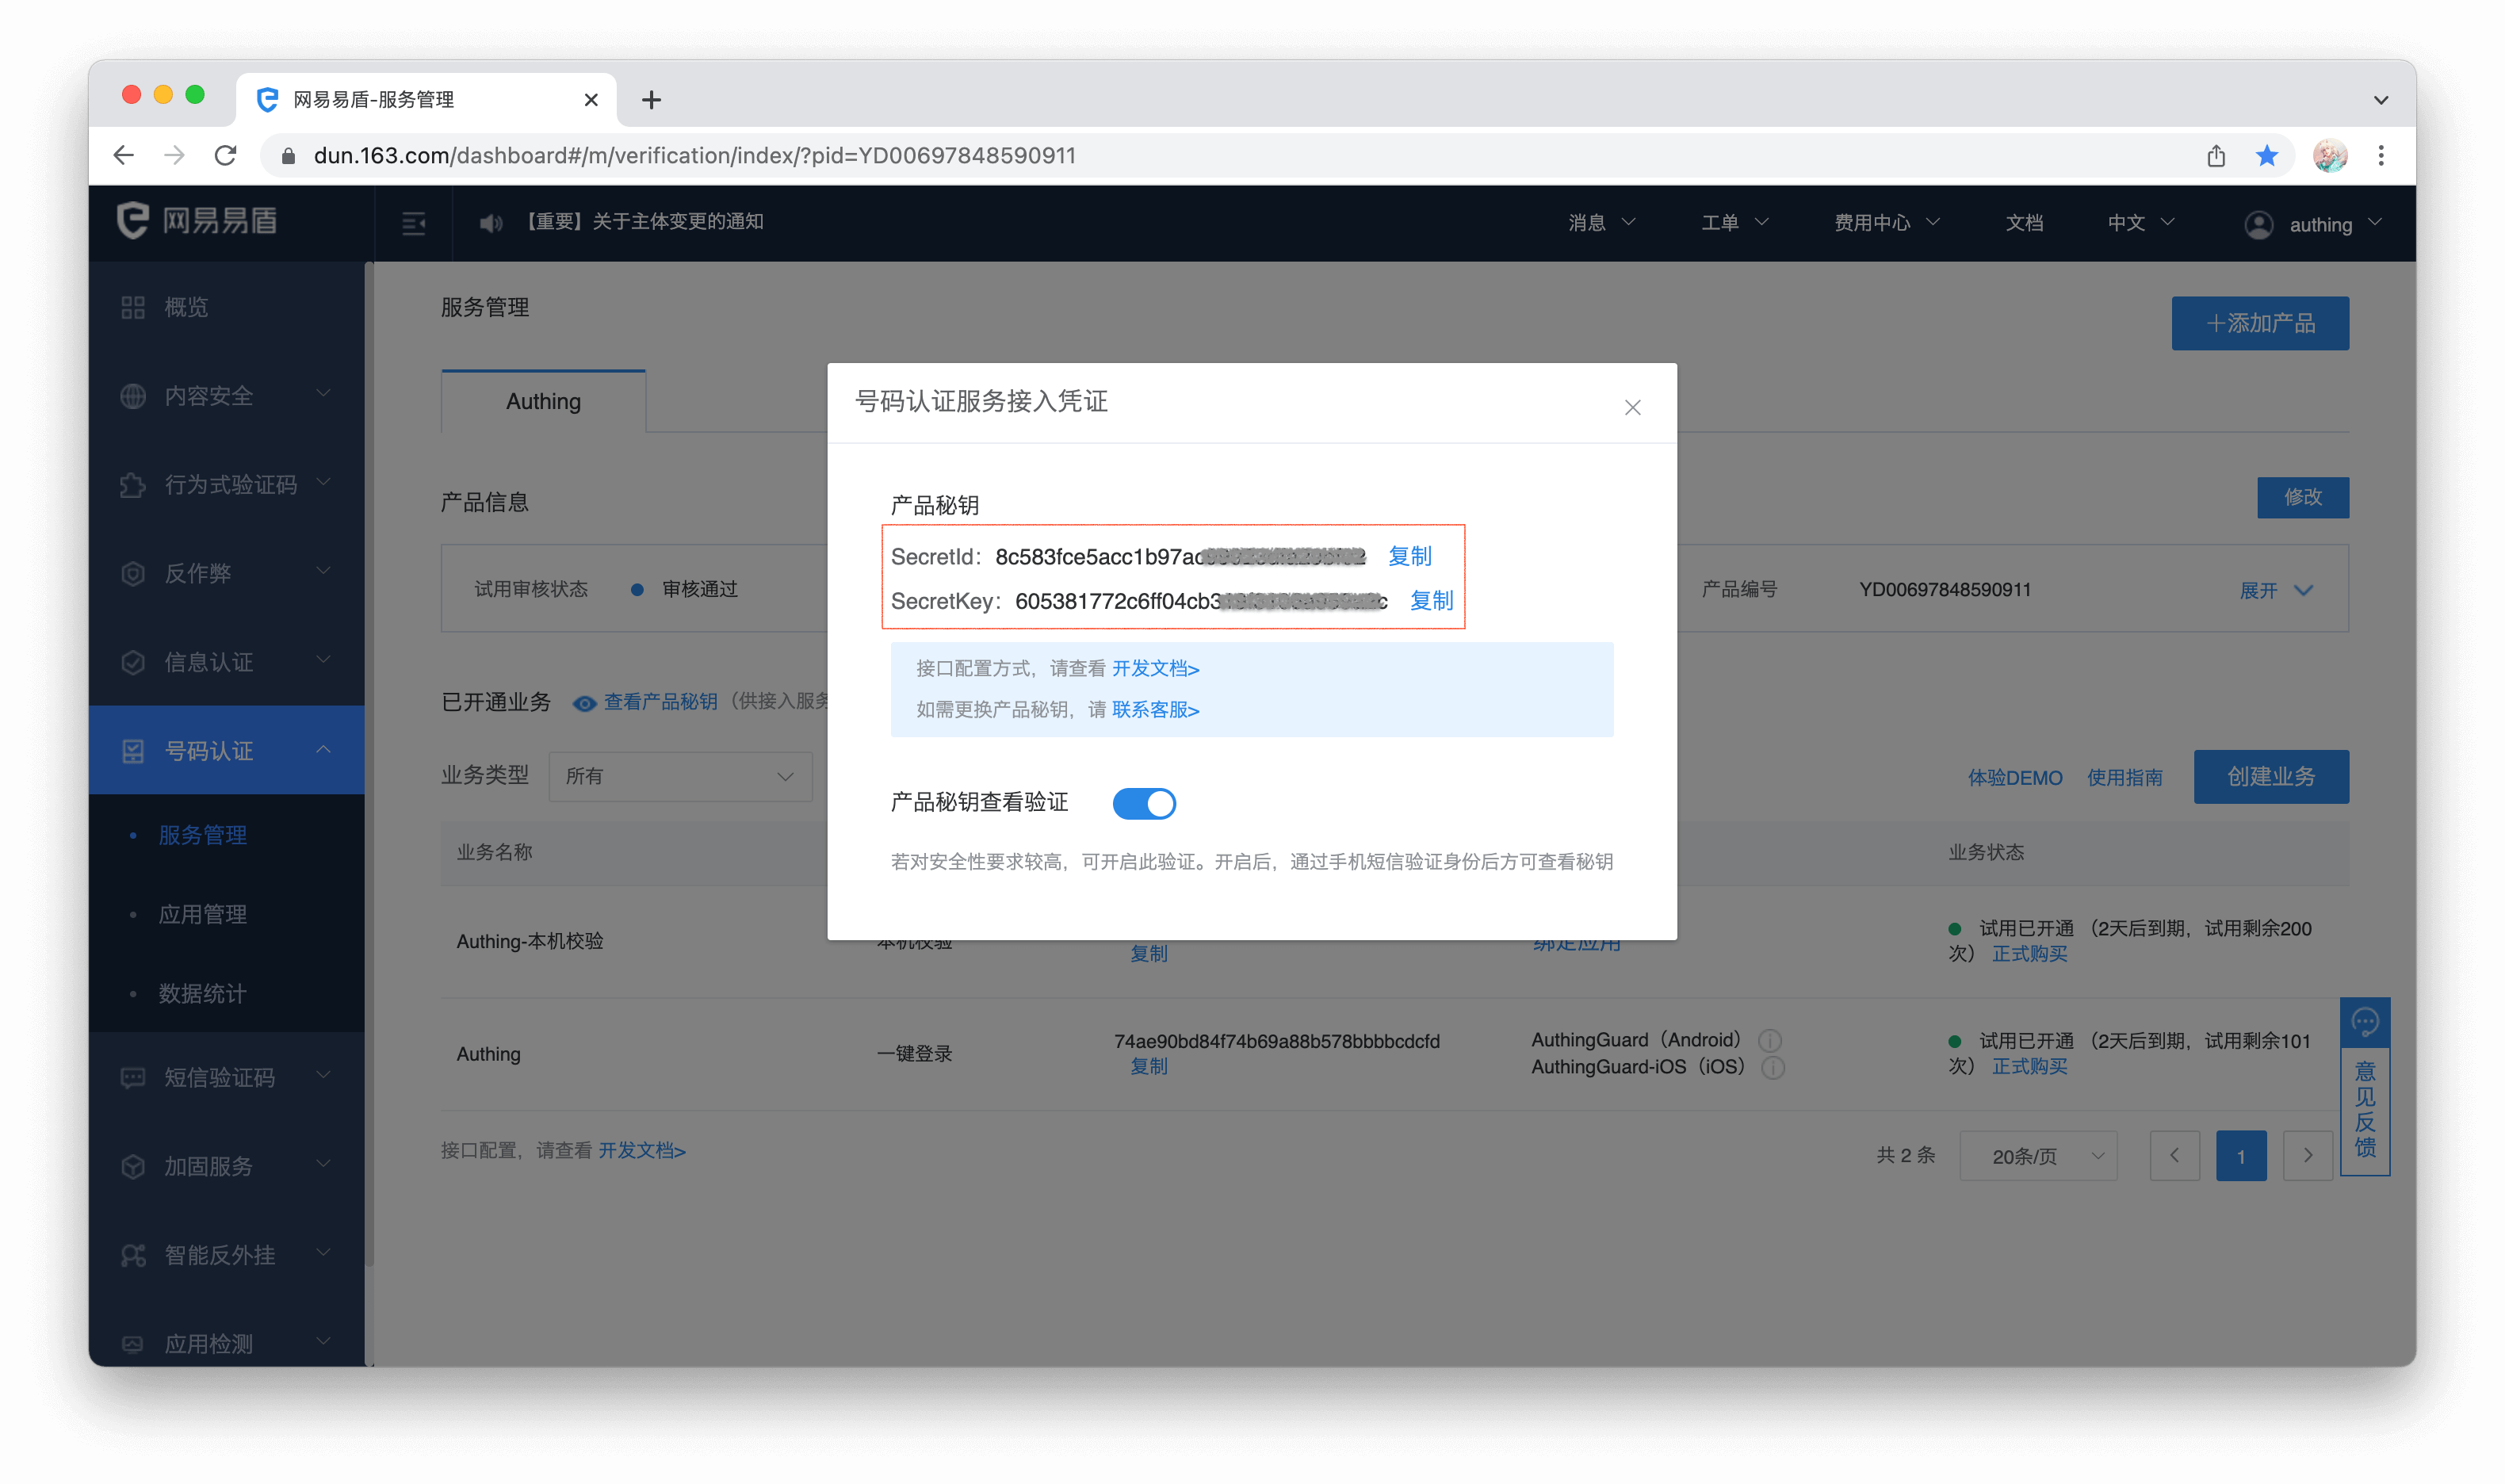 网易易盾-服务管理
dun.163.com/dashboard#/m/verification/index/?pid=YD00697848590911
网易易盾
【重要】关于主体变更的通知
消息
工单
费用中心
文档
中文
authing
概览
内容安全
行为式验证码
反作弊
信息认证
号码认证
服务管理
应用管理
数据统计
短信验证码
加固服务
智能反外挂
应用检测
服务管理
+添加产品
Authing
产品信息
修改
试用审核状态
审核通过
产品编号
YD00697848590911
展开
已开通业务
查看产品秘钥
（供接入服务
业务类型
所有
体验DEMO
使用指南
创建业务
业务名称
业务状态
Authing-本机校验
本机校验
复制
绑定应用
试用已开通 （2天后到期，试用剩余200
次） 正式购买
Authing
一键登录
74ae90bd84f74b69a88b578bbbbcdcfd
复制
AuthingGuard（Android）
AuthingGuard-iOS（iOS）
试用已开通 （2天后到期，试用剩余101
次） 正式购买
接口配置，请查看 开发文档>
共 2 条
20条/页
1
意见反馈
号码认证服务接入凭证
产品秘钥
SecretId： 8c583fce5acc1b97ac 复制
SecretKey： 605381772c6ff04cb3 复制
接口配置方式，请查看 开发文档>
如需更换产品秘钥，请 联系客服>
产品秘钥查看验证
若对安全性要求较高，可开启此验证。开启后，通过手机短信验证身份后方可查看秘钥